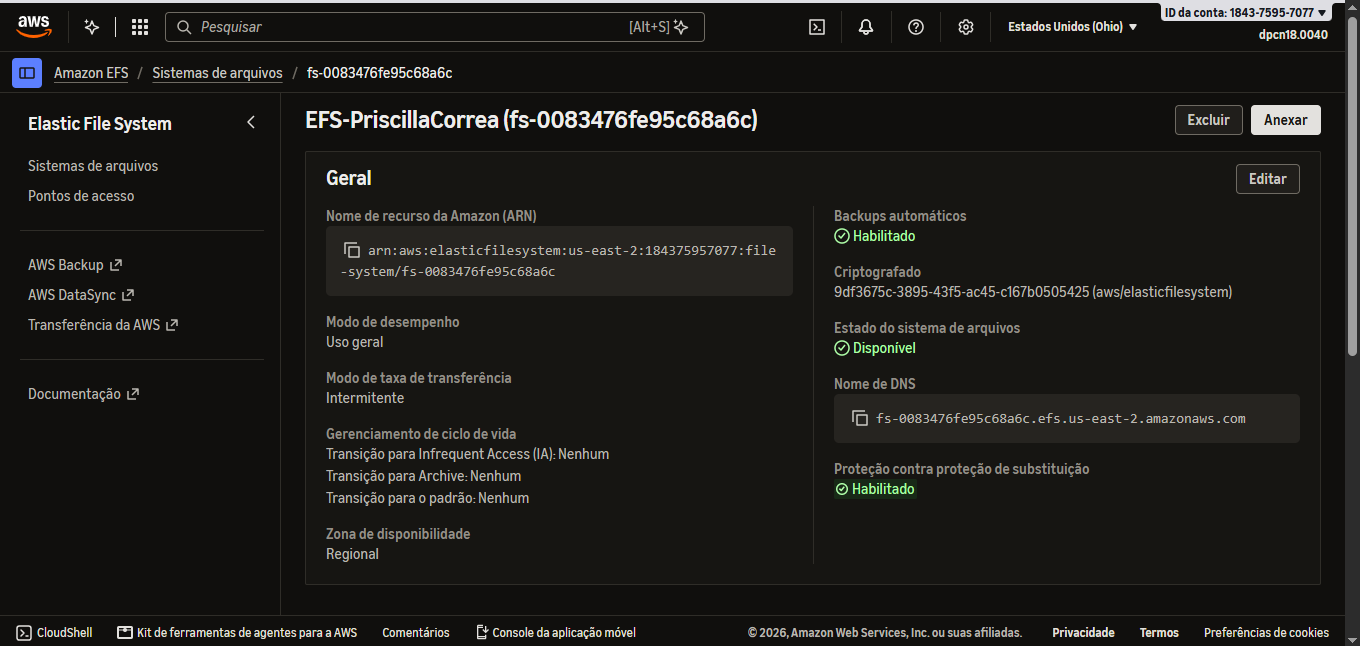 aws
Pesquisar
[Alt+S]
Estados Unidos (Ohio)
ID da conta: 1843-7595-7077
dpcn18.0040
Amazon EFS / Sistemas de arquivos / fs-0083476fe95c68a6c
Elastic File System
Sistemas de arquivos
Pontos de acesso
AWS Backup
AWS DataSync
Transferência da AWS
Documentação
EFS-PriscillaCorrea (fs-0083476fe95c68a6c)
Excluir
Anexar
Geral
Editar
Nome de recurso da Amazon (ARN)
arn:aws:elasticfilesystem:us-east-2:184375957077:file
-system/fs-0083476fe95c68a6c
Modo de desempenho
Uso geral
Modo de taxa de transferência
Intermitente
Gerenciamento de ciclo de vida
Transição para Infrequent Access (IA): Nenhum
Transição para Archive: Nenhum
Transição para o padrão: Nenhum
Zona de disponibilidade
Regional
Backups automáticos
Habilitado
Criptografado
9df3675c-3895-43f5-ac45-c167b0505425 (aws/elasticfilesystem)
Estado do sistema de arquivos
Disponível
Nome de DNS
fs-0083476fe95c68a6c.efs.us-east-2.amazonaws.com
Proteção contra proteção de substituição
Habilitado
CloudShell
Kit de ferramentas de agentes para a AWS
Comentários
Console da aplicação móvel
© 2026, Amazon Web Services, Inc. ou suas afiliadas.
Privacidade
Termos
Preferências de cookies